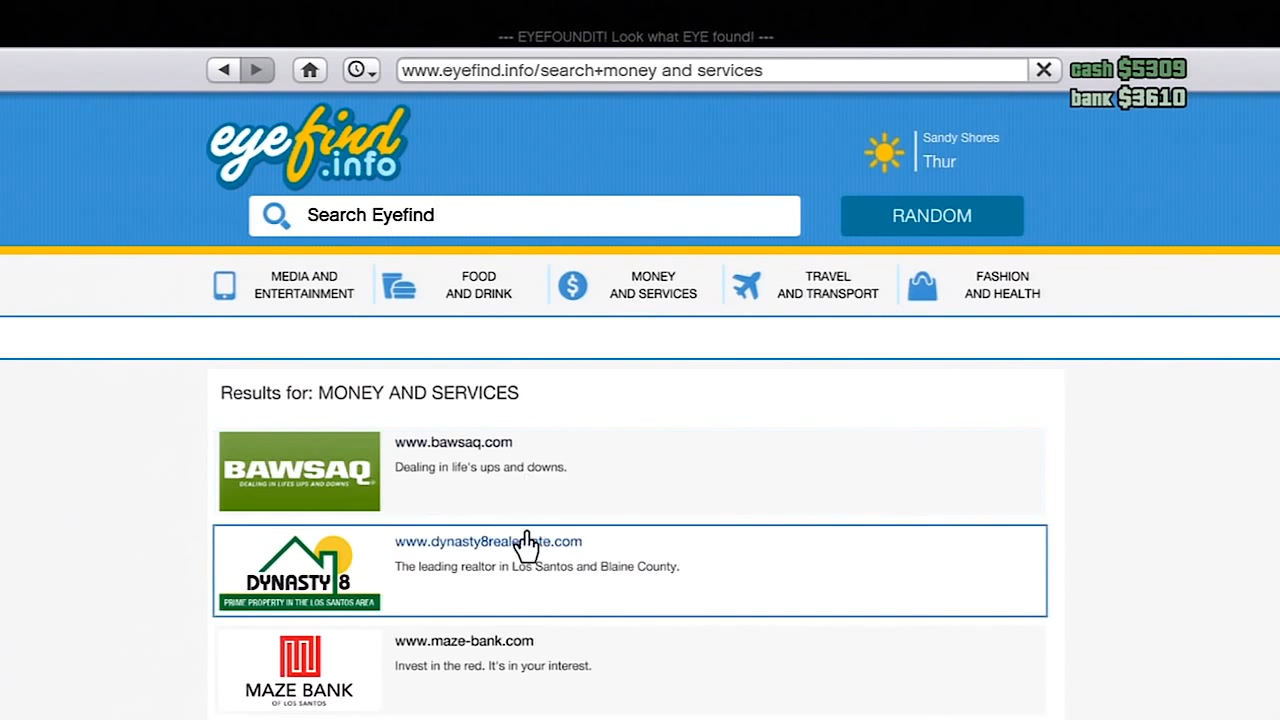 --- EYEFOUNDIT! Look what EYE found! ---
www.eyefind.info/search+money and services
cash $5309
bank $3610
eyefind
.info
Sandy Shores
Thur
Search Eyefind
RANDOM
MEDIA AND
ENTERTAINMENT
FOOD
AND DRINK
MONEY
AND SERVICES
TRAVEL
AND TRANSPORT
FASHION
AND HEALTH
Results for: MONEY AND SERVICES
BAWSAQ
DEALING IN LIFES UPS AND DOWNS
www.bawsaq.com
Dealing in life's ups and downs.
DYNASTY 8
PRIME PROPERTY IN THE LOS SANTOS AREA
www.dynasty8realestate.com
The leading realtor in Los Santos and Blaine County.
MAZE BANK
OF LOS SANTOS
www.maze-bank.com
Invest in the red. It's in your interest.